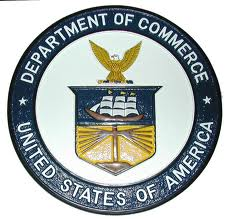 DEPARTMENT OF COMMERCE
UNITED STATES OF AMERICA